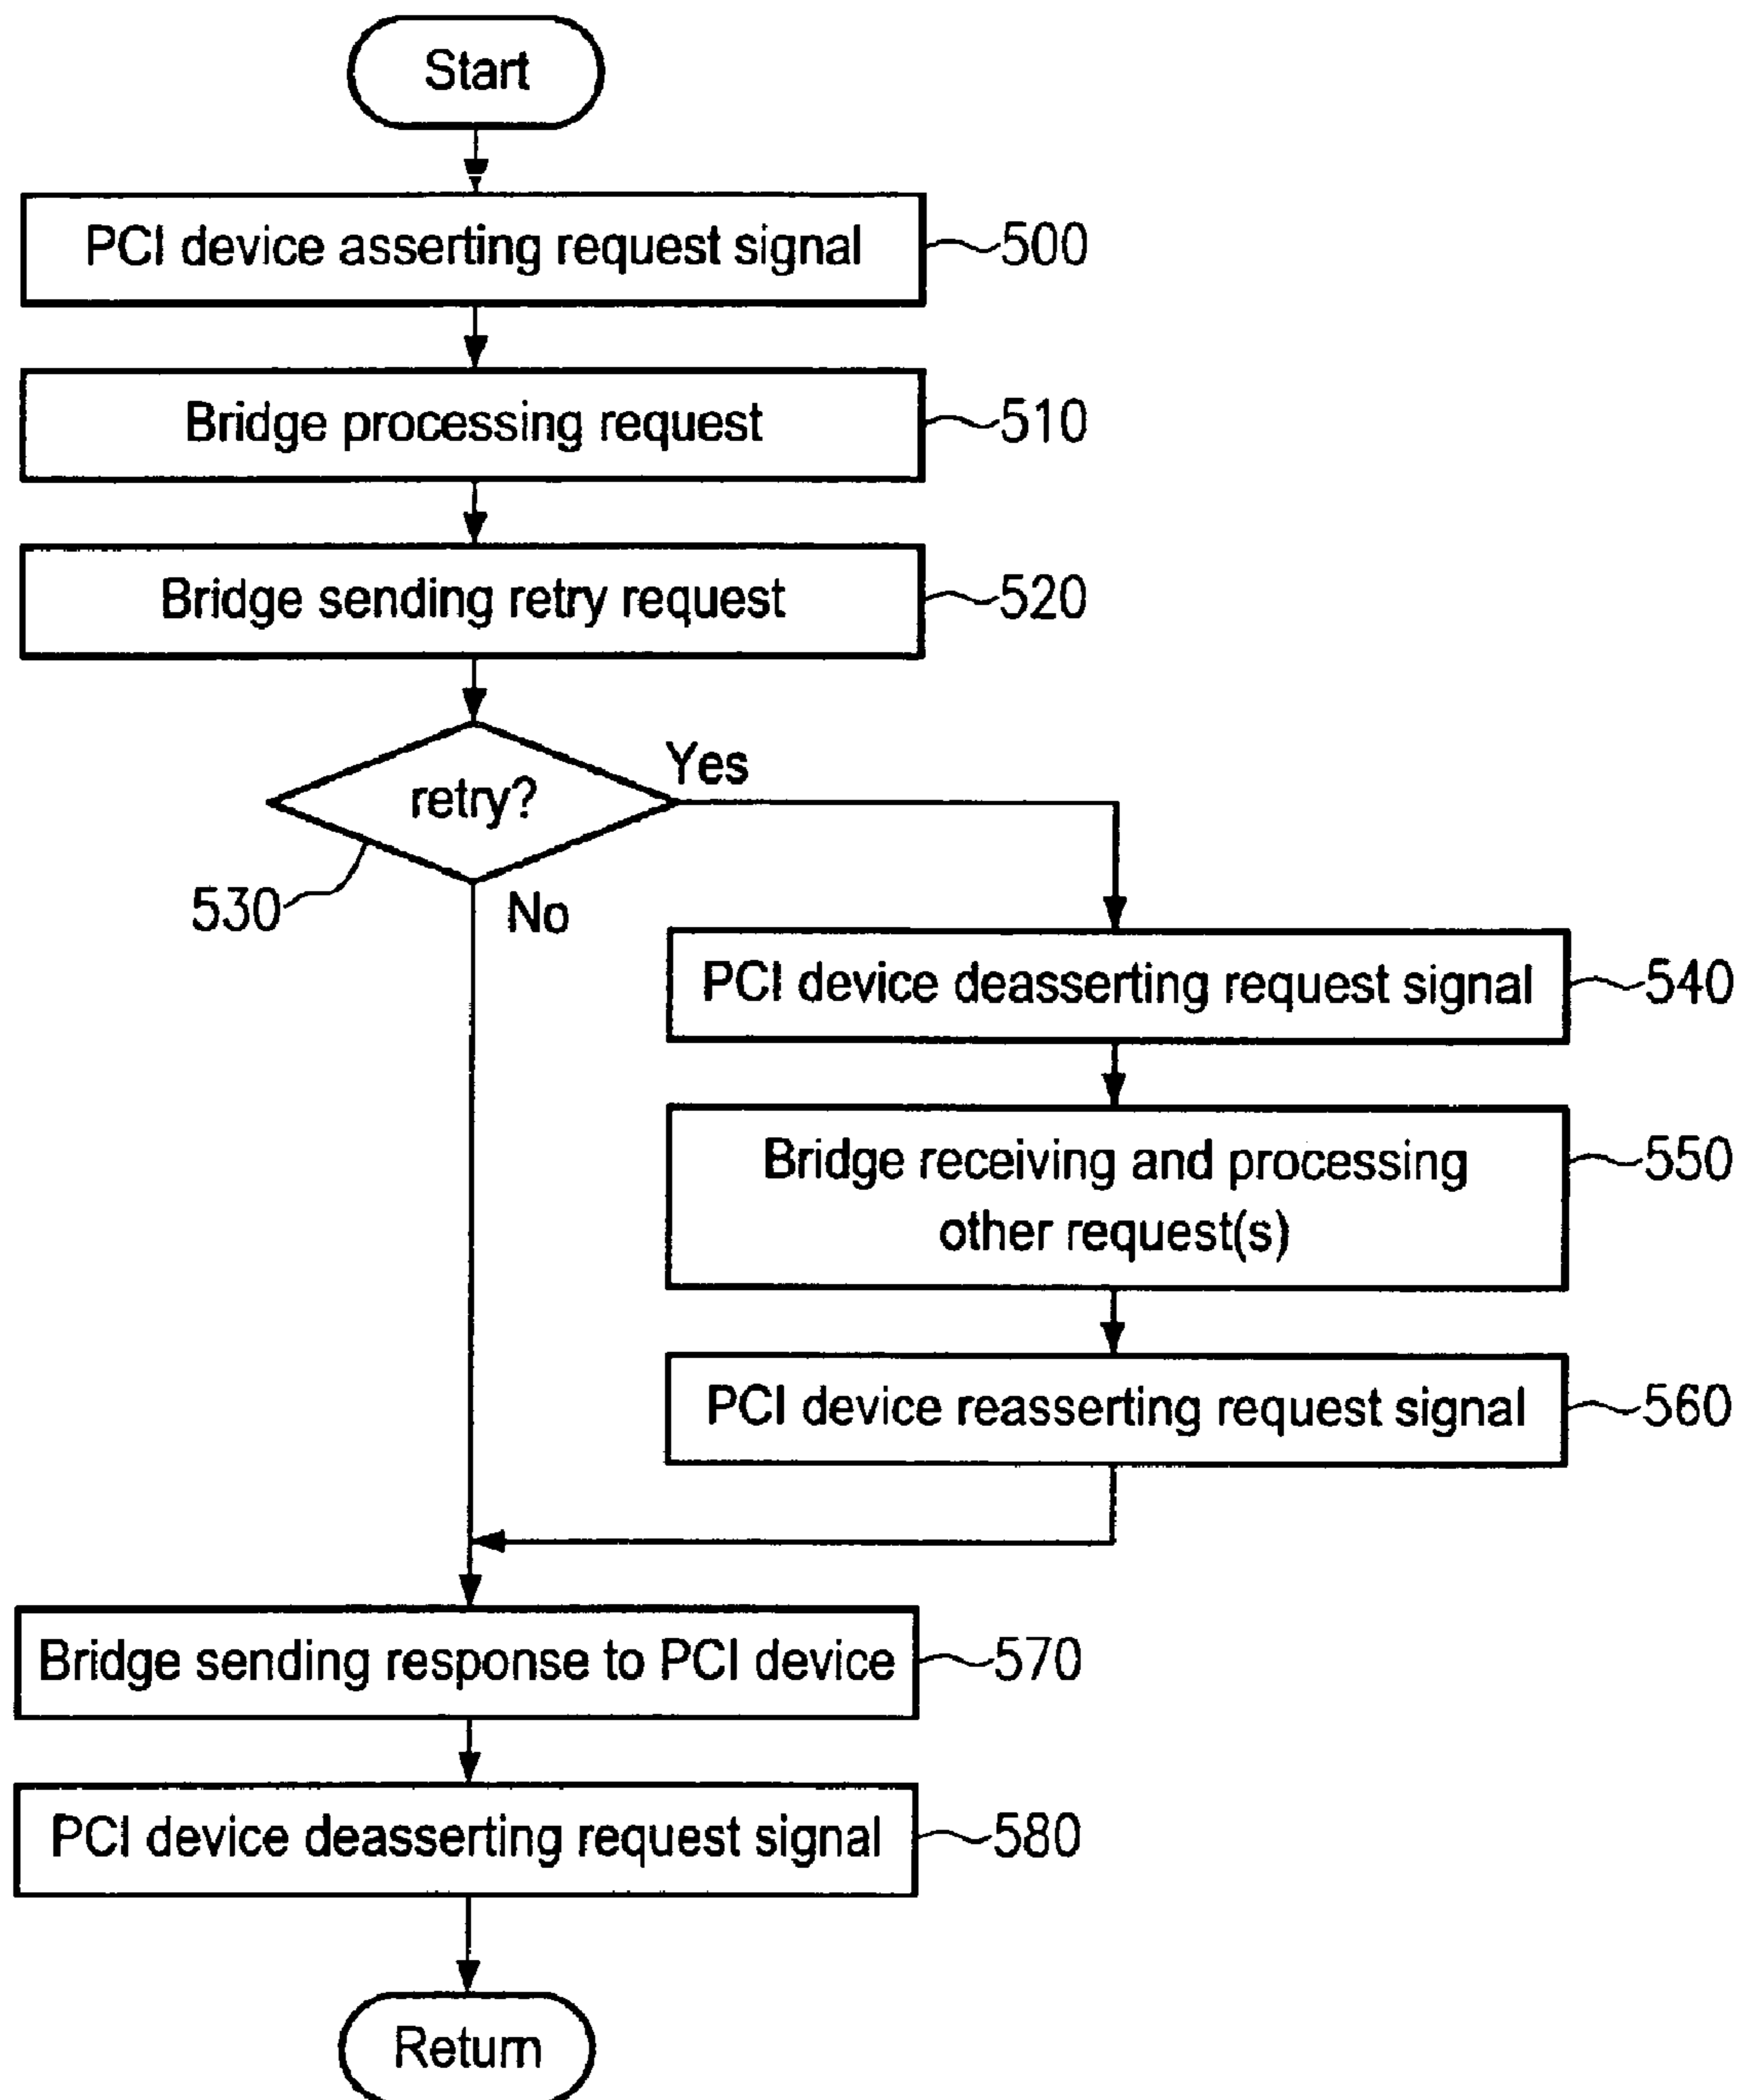 Start
PCI device asserting request signal
500
Bridge processing request
510
Bridge sending retry request
520
retry?
Yes
530
No
PCI device deasserting request signal
540
Bridge receiving and processing
other request(s)
550
PCI device reasserting request signal
560
Bridge sending response to PCI device
570
PCI device deasserting request signal
580
Return